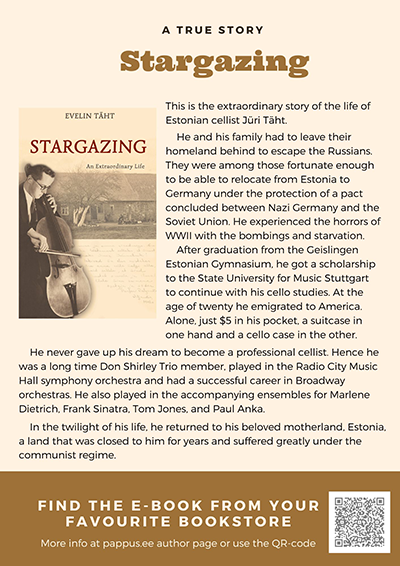 A TRUE STORY
Stargazing
EVELIN TÄHT
STARGAZING
An Extraordinary Life
This is the extraordinary story of the life of
Estonian cellist Jüri Täht.
He and his family had to leave their
homeland behind to escape the Russians.
They were among those fortunate enough
to be able to relocate from Estonia to
Germany under the protection of a pact
concluded between Nazi Germany and the
Soviet Union. He experienced the horrors of
WWII with the bombings and starvation.
After graduation from the Geislingen
Estonian Gymnasium, he got a scholarship
to the State University for Music Stuttgart
to continue with his cello studies. At the
age of twenty he emigrated to America.
Alone, just $5 in his pocket, a suitcase in
one hand and a cello case in the other.
He never gave up his dream to become a professional cellist. Hence he
was a long time Don Shirley Trio member, played in the Radio City Music
Hall symphony orchestra and had a successful career in Broadway
orchestras. He also played in the accompanying ensembles for Marlene
Dietrich, Frank Sinatra, Tom Jones, and Paul Anka.
In the twilight of his life, he returned to his beloved motherland, Estonia,
a land that was closed to him for years and suffered greatly under the
communist regime.
FIND THE E-BOOK FROM YOUR
FAVOURITE BOOKSTORE
More info at pappus.ee author page or use the QR-code